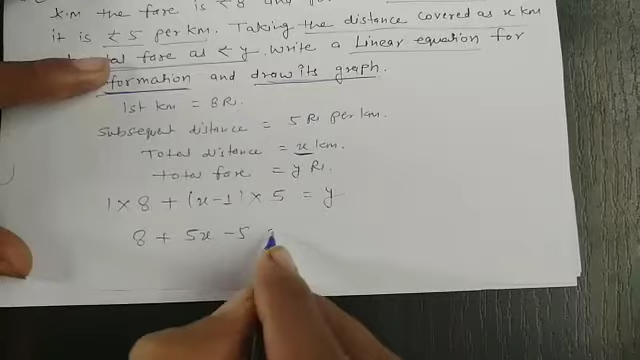 k.m the fare is ₹8 and for
it is ₹ 5 per km. Taking the distance covered as x km
fare as ₹ y. Write a Linear equation for
formation and draw its graph.
1st km = 8 R.
Subsequent distance = 5 Rs per km.
Total distance = x km.
total fare = y Rs.
1 × 8 + (x-1) × 5 = y
8 + 5x - 5